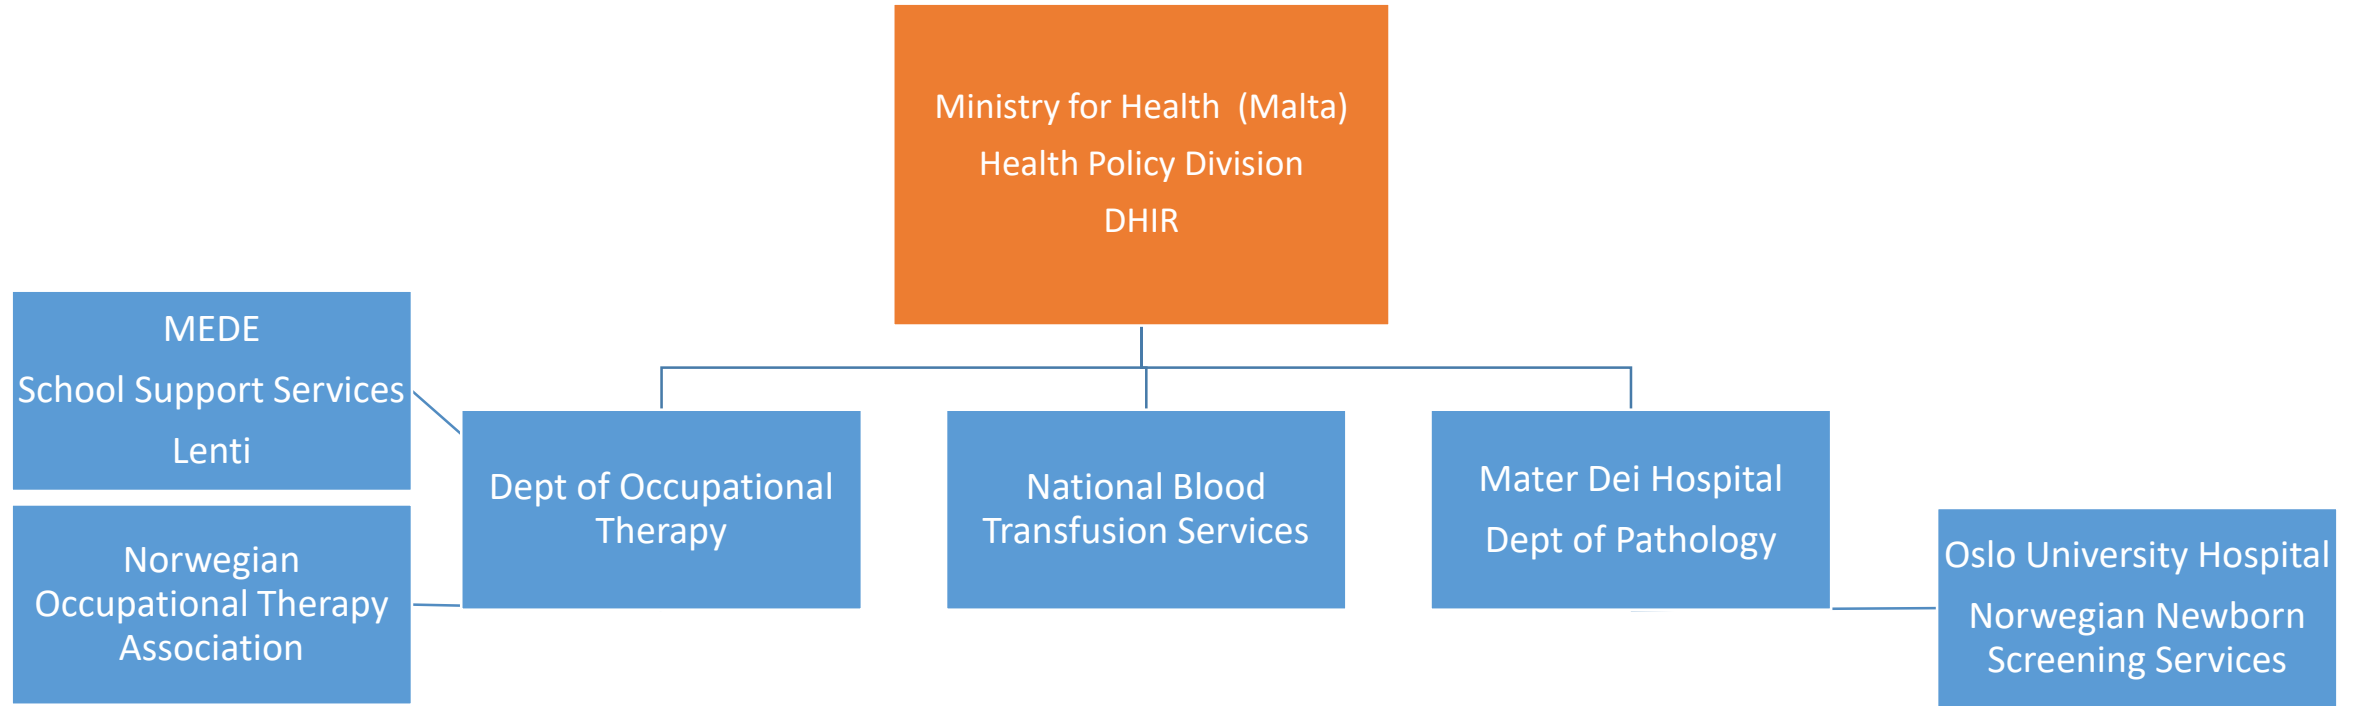 Ministry for Health  (Malta)
Health Policy Division
DHIR
MEDE
School Support Services
Lenti
Norwegian
Occupational Therapy
Association
Dept of Occupational
Therapy
National Blood
Transfusion Services
Mater Dei Hospital
Dept of Pathology
Oslo University Hospital
Norwegian Newborn
Screening Services